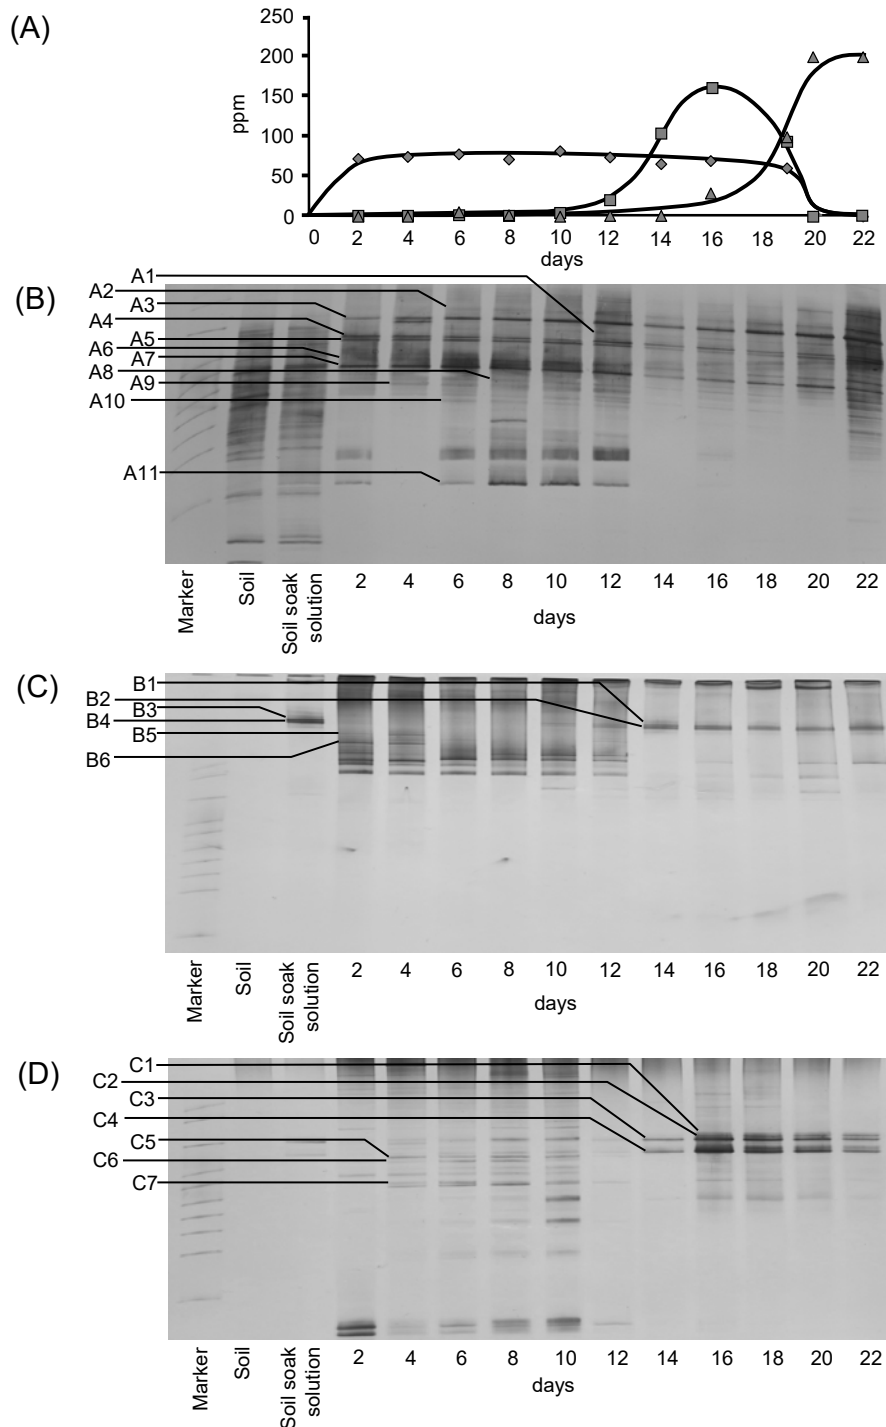 (A)
250
200
150
100
50
0
ppm
0 2 4 6 8 10 12 14 16 19 20 22
days
(B)
A1
A2
A3
A4
A5
A6
A7
A8
A9
A10
A11
Marker
Soil
Soil soak
solution
2 4 6 8 10 12 14 16 18 20 22
days
(C)
B1
B2
B3
B4
B5
B6
Marker
Soil
Soil soak
solution
2 4 6 8 10 12 14 16 18 20 22
days
(D)
C1
C2
C3
C4
C5
C6
C7
Marker
Soil
Soil soak
solution
2 4 6 8 10 12 14 16 18 20 22
days